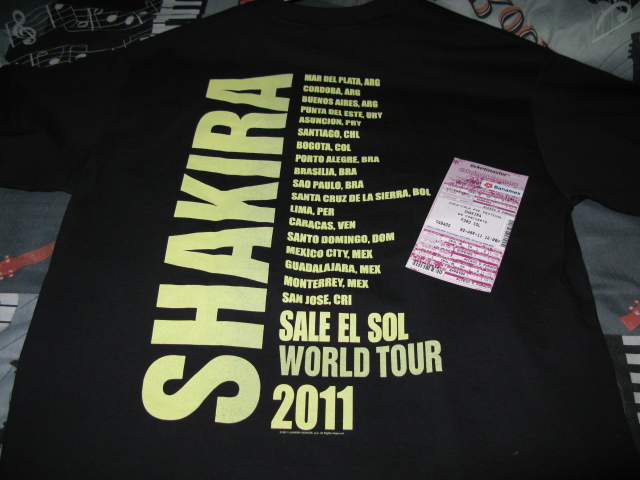 SHAKIRA
MAR DEL PLATA, ARG
CORDOBA, ARG
BUENOS AIRES, ARG
PUNTA DEL ESTE, URY
ASUNCION, PRY
SANTIAGO, CHL
BOGOTA, COL
PORTO ALEGRE, BRA
BRASILIA, BRA
SAO PAULO, BRA
SANTA CRUZ DE LA SIERRA, BOL
LIMA, PER
CARACAS, VEN
SANTO DOMINGO, DOM
MEXICO CITY, MEX
GUADALAJARA, MEX
MONTERREY, MEX
SAN JOSE, CRI
SALE EL SOL
WORLD TOUR
2011
ticketmaster
Banamex
SHAKIRA
FORO SOL